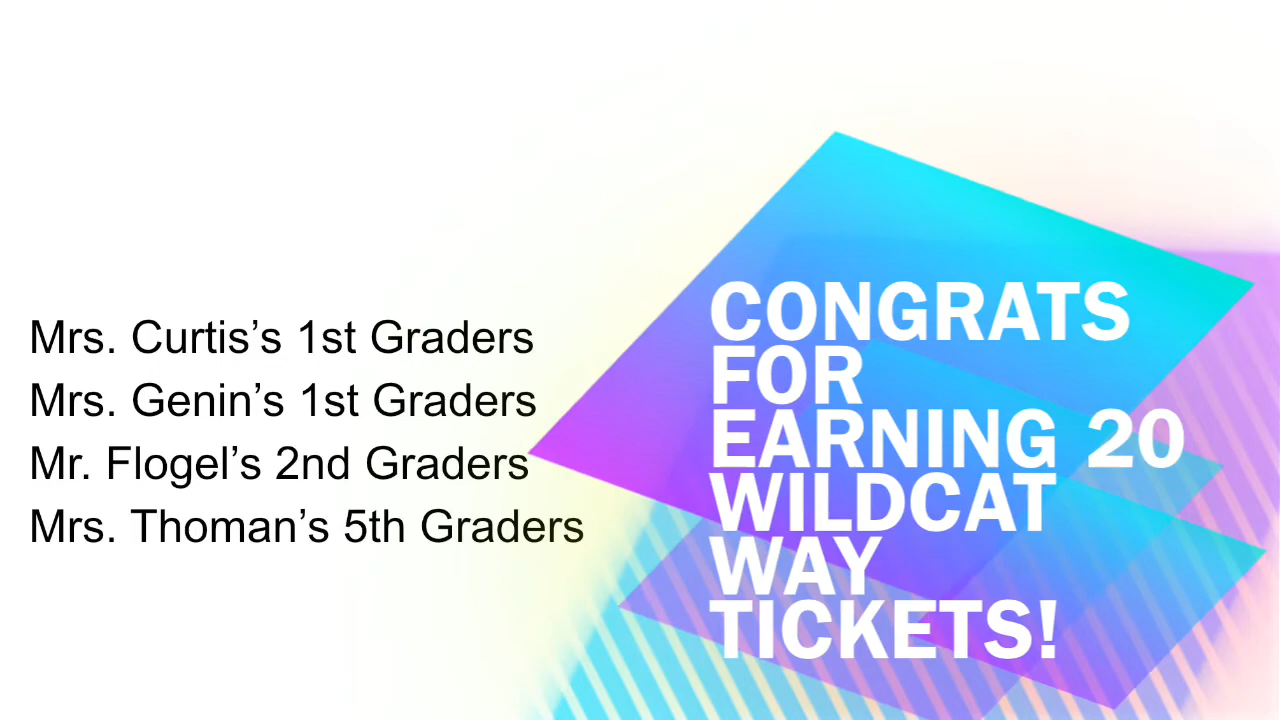 Mrs. Curtis’s 1st Graders
Mrs. Genin’s 1st Graders
Mr. Flogel’s 2nd Graders
Mrs. Thoman’s 5th Graders
CONGRATS
FOR
EARNING 20
WILDCAT
WAY
TICKETS!